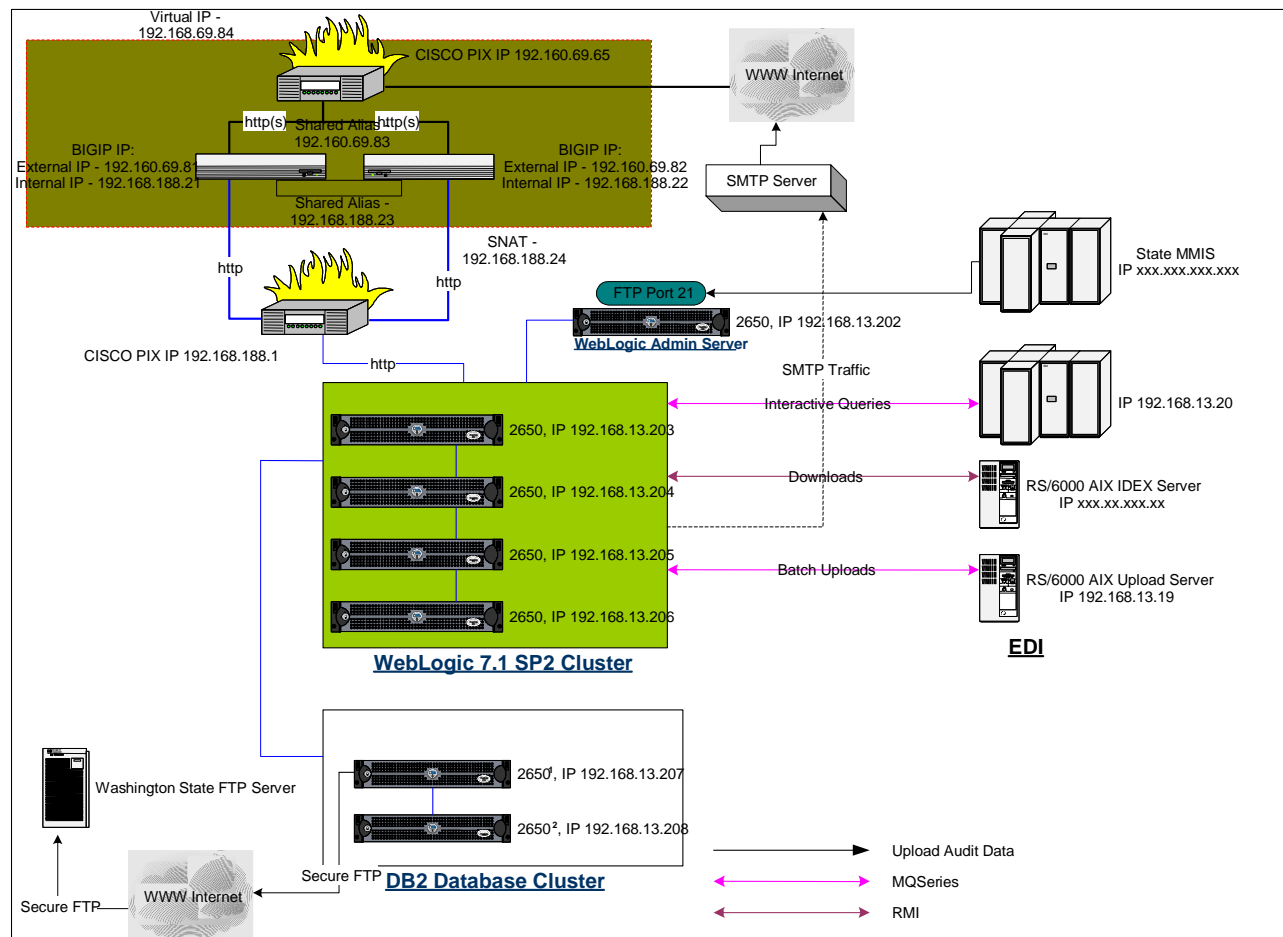 Virtual IP -
192.168.69.84
CISCO PIX IP 192.160.69.65
WWW Internet
http(s)
http(s)
Shared Alias
192.160.69.83
BIGIP IP:
External IP - 192.160.69.81
Internal IP - 192.168.188.21
BIGIP IP:
External IP - 192.160.69.82
Internal IP - 192.168.188.22
Shared Alias -
192.168.188.23
SMTP Server
SNAT -
192.168.188.24
http
http
State MMIS
IP xxx.xxx.xxx.xxx
FTP Port 21
2650, IP 192.168.13.202
WebLogic Admin Server
CISCO PIX IP 192.168.188.1
http
SMTP Traffic
Interactive Queries
IP 192.168.13.20
2650, IP 192.168.13.203
Downloads
RS/6000 AIX IDEX Server
IP xxx.xx.xxx.xx
2650, IP 192.168.13.204
2650, IP 192.168.13.205
Batch Uploads
RS/6000 AIX Upload Server
IP 192.168.13.19
2650, IP 192.168.13.206
EDI
WebLogic 7.1 SP2 Cluster
2650¹, IP 192.168.13.207
Washington State FTP Server
2650², IP 192.168.13.208
Secure FTP
DB2 Database Cluster
WWW Internet
Secure FTP
Upload Audit Data
MQSeries
RMI